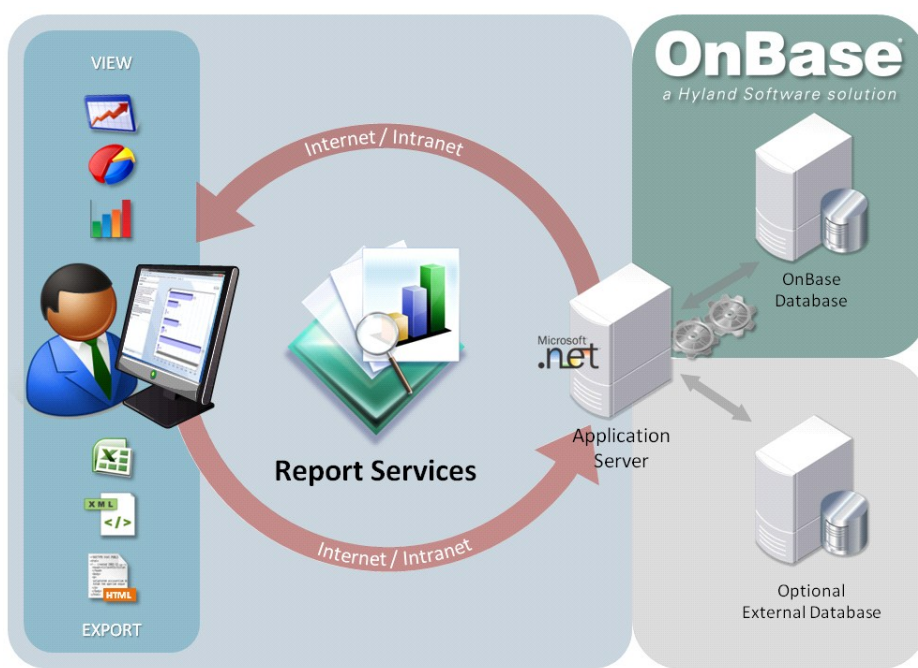 VIEW
OnBase
a Hyland Software solution
Internet / Intranet
OnBase
Database
Microsoft
.net
Application
Server
Report Services
XML
</>
Internet / Intranet
HTML
Optional
External Database
EXPORT